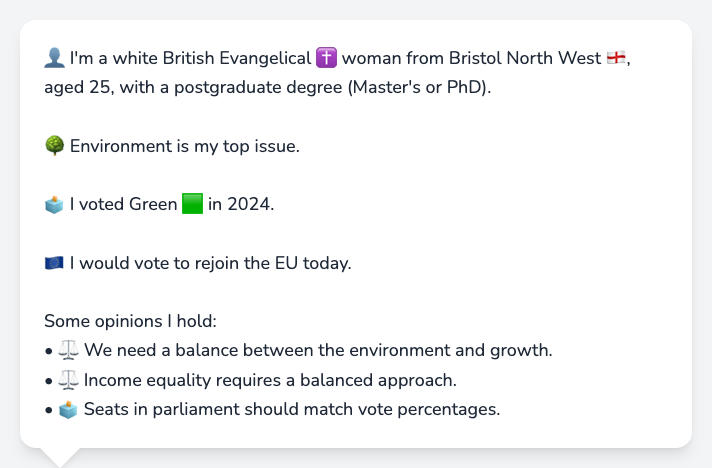 👤 I'm a white British Evangelical ✝️ woman from Bristol North West 🏴󠁧󠁢󠁥󠁮󠁧󠁿,
aged 25, with a postgraduate degree (Master's or PhD).
🌳 Environment is my top issue.
🗳️ I voted Green 🟩 in 2024.
🇪🇺 I would vote to rejoin the EU today.
Some opinions I hold:
• ⚖️ We need a balance between the environment and growth.
• ⚖️ Income equality requires a balanced approach.
• 🗳️ Seats in parliament should match vote percentages.